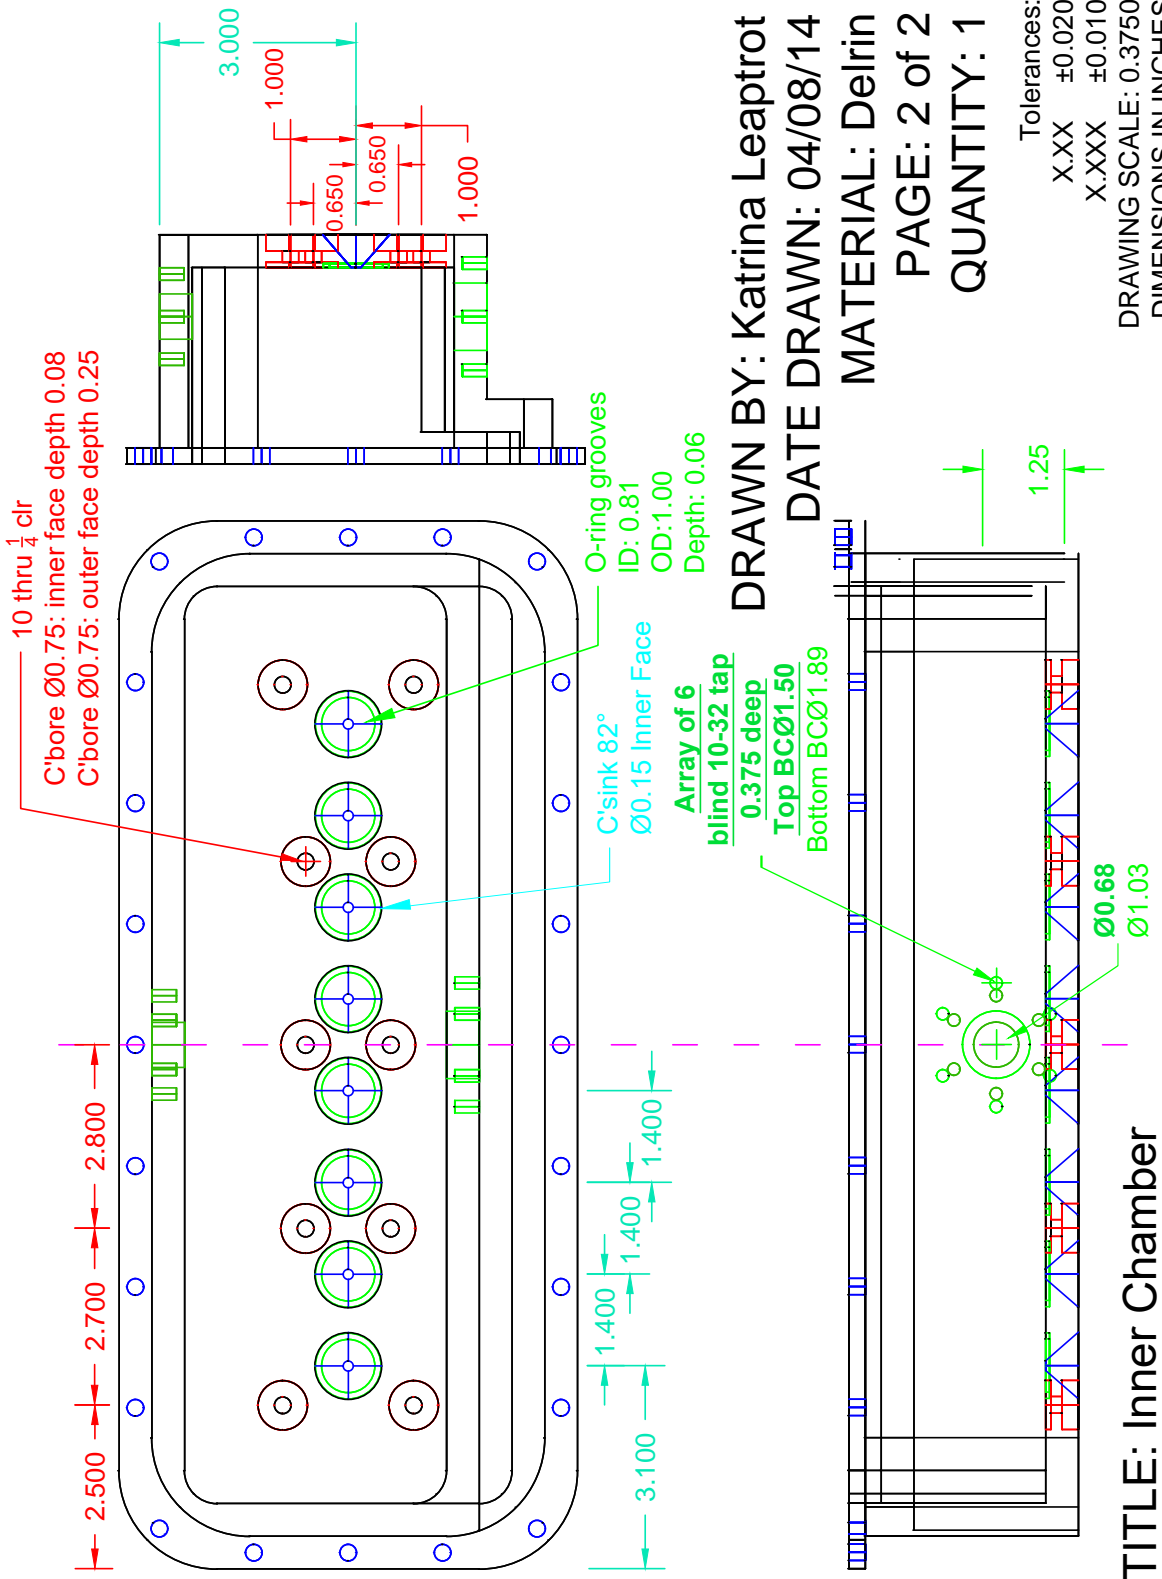 10 thru 1/4 clr
C'bore Ø0.75: inner face depth 0.08
C'bore Ø0.75: outer face depth 0.25
3.000
1.000
0.650
0.650
1.000
2.500
2.700
2.800
O-ring grooves
ID: 0.81
OD:1.00
Depth: 0.06
C'sink 82°
Ø0.15 Inner Face
3.100
1.400
1.400
1.400
Array of 6
blind 10-32 tap
0.375 deep
Top BCØ1.50
Bottom BCØ1.89
1.25
Ø0.68
Ø1.03
DRAWN BY: Katrina Leaptrot
DATE DRAWN: 04/08/14
MATERIAL: Delrin
PAGE: 2 of 2
QUANTITY: 1
Tolerances:
X.XX ±0.020
X.XXX ±0.010
DRAWING SCALE: 0.3750
DIMENSIONS IN INCHES
TITLE: Inner Chamber